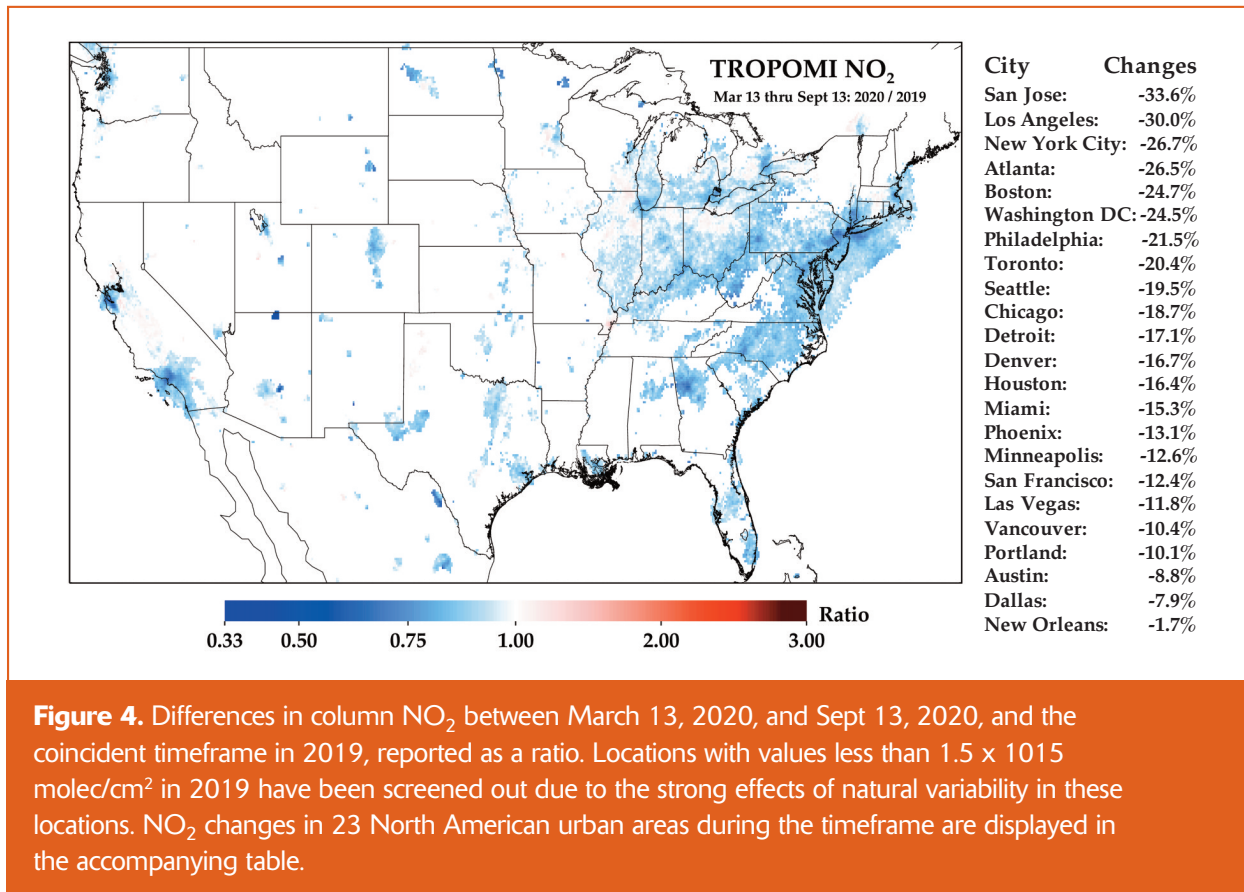 TROPOMI NO₂
Mar 13 thru Sept 13: 2020 / 2019
City Changes
San Jose: -33.6%
Los Angeles: -30.0%
New York City: -26.7%
Atlanta: -26.5%
Boston: -24.7%
Washington DC: -24.5%
Philadelphia: -21.5%
Toronto: -20.4%
Seattle: -19.5%
Chicago: -18.7%
Detroit: -17.1%
Denver: -16.7%
Houston: -16.4%
Miami: -15.3%
Phoenix: -13.1%
Minneapolis: -12.6%
San Francisco: -12.4%
Las Vegas: -11.8%
Vancouver: -10.4%
Portland: -10.1%
Austin: -8.8%
Dallas: -7.9%
New Orleans: -1.7%
Ratio
0.33 0.50 0.75 1.00 2.00 3.00
Figure 4. Differences in column NO₂ between March 13, 2020, and Sept 13, 2020, and the
coincident timeframe in 2019, reported as a ratio. Locations with values less than 1.5 x 1015
molec/cm² in 2019 have been screened out due to the strong effects of natural variability in these
locations. NO₂ changes in 23 North American urban areas during the timeframe are displayed in
the accompanying table.